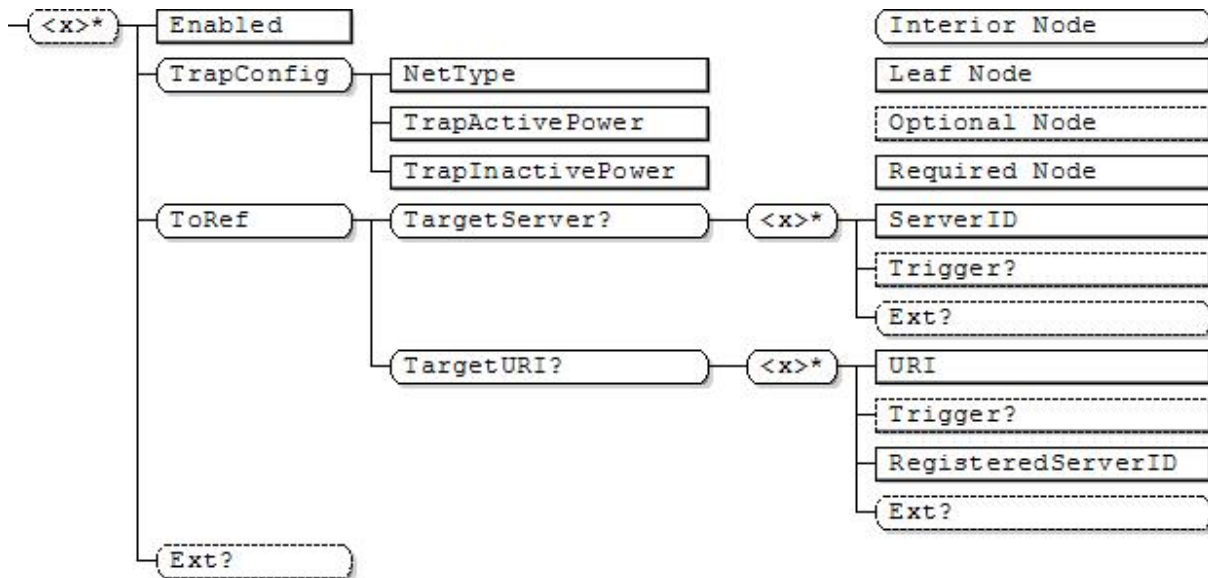 <x>* Enabled Interior Node
TrapConfig NetType Leaf Node
TrapActivePower Optional Node
TrapInactivePower Required Node
ToRef TargetServer? <x>* ServerID
Trigger?
Ext?
TargetURI? <x>* URI
Trigger?
RegisteredServerID
Ext?
Ext?